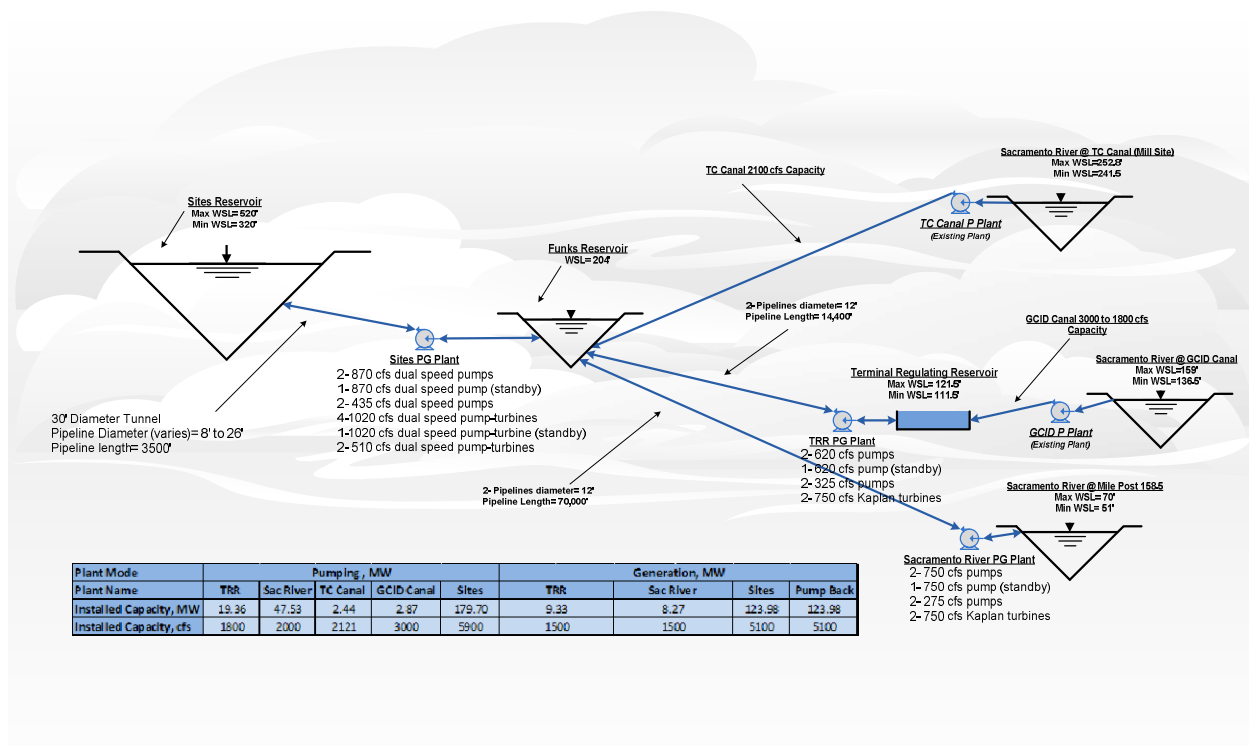 Sacramento River @ TC Canal (Mill Site)
Max WSL=252.8'
Min WSL=241.5
TC Canal 2100 cfs Capacity
Sites Reservoir
Max WSL= 520'
Min WSL= 320'
TC Canal P Plant
(Existing Plant)
Funks Reservoir
WSL= 204'
2- Pipelines diameter= 12'
Pipeline Length= 14,400'
GCID Canal 3000 to 1800 cfs
Capacity
Sites PG Plant
2- 870 cfs dual speed pumps
1- 870 cfs dual speed pump (standby)
2- 435 cfs dual speed pumps
4-1020 cfs dual speed pump-turbines
1-1020 cfs dual speed pump-turbine (standby)
2- 510 cfs dual speed pump-turbines
Terminal Regulating Reservoir
Max WSL= 121.5'
Min WSL= 111.5'
Sacramento River @ GCID Canal
Max WSL=159'
Min WSL=136.5'
30' Diameter Tunnel
Pipeline Diameter (varies)= 8' to 26'
Pipeline length= 3500'
GCID P Plant
(Existing Plant)
TRR PG Plant
2- 620 cfs pumps
1- 620 cfs pump (standby)
2- 325 cfs pumps
2- 750 cfs Kaplan turbines
2- Pipelines diameter= 12'
Pipeline Length= 70,000'
Sacramento River @ Mile Post 158.5
Max WSL= 70'
Min WSL= 51'
Sacramento River PG Plant
2- 750 cfs pumps
1- 750 cfs pump (standby)
2- 275 cfs pumps
2- 750 cfs Kaplan turbines
Plant Mode Pumping , MW Generation, MW
Plant Name TRR Sac River TC Canal GCID Canal Sites TRR Sac River Sites Pump Back
Installed Capacity, MW 19.36 47.53 2.44 2.87 179.70 9.33 8.27 123.98 123.98
Installed Capacity, cfs 1800 2000 2121 3000 5900 1500 1500 5100 5100